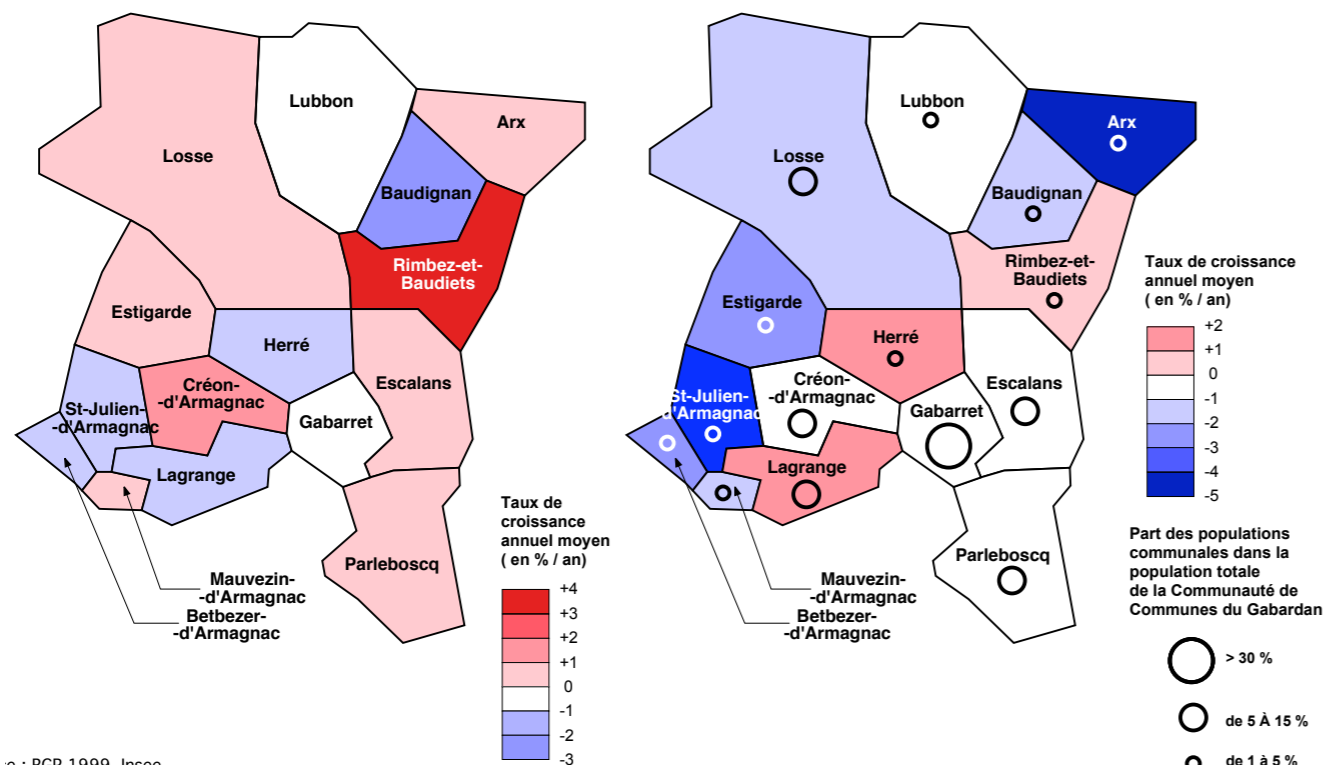 Lubbon
Arx
Losse
Baudignan
Rimbez-et-
Baudiets
Estigarde
Herré
Escalans
Créon-
-d'Armagnac
St-Julien-
-d'Armagnac
Gabarret
Lagrange
Parleboscq
Mauvezin-
-d'Armagnac
Betbezer-
-d'Armagnac
Taux de
croissance
annuel moyen
( en % / an)
+4
+3
+2
+1
0
-1
-2
-3
: RGP 1999, Insee
Lubbon
Arx
Losse
Baudignan
Rimbez-et-
Baudiets
Estigarde
Herré
Escalans
Créon-
-d'Armagnac
St-Julien-
-d'Armagnac
Gabarret
Lagrange
Parleboscq
Mauvezin-
-d'Armagnac
Betbezer-
-d'Armagnac
Taux de croissance
annuel moyen
( en % / an)
+2
+1
0
-1
-2
-3
-4
-5
Part des populations
communales dans la
population totale
de la Communauté de
Communes du Gabardan
> 30 %
de 5 À 15 %
de 1 à 5 %